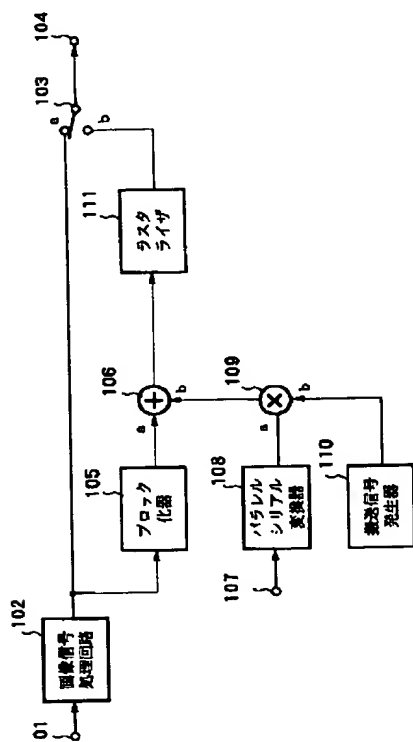 01
102
画像信号
処理回路
a
103
104
b
105
ブロック
化器
a
106
b
111
ラスタ
ライザ
107
108
パラレル
シリアル
変換器
a
109
b
110
搬送信号
発生器